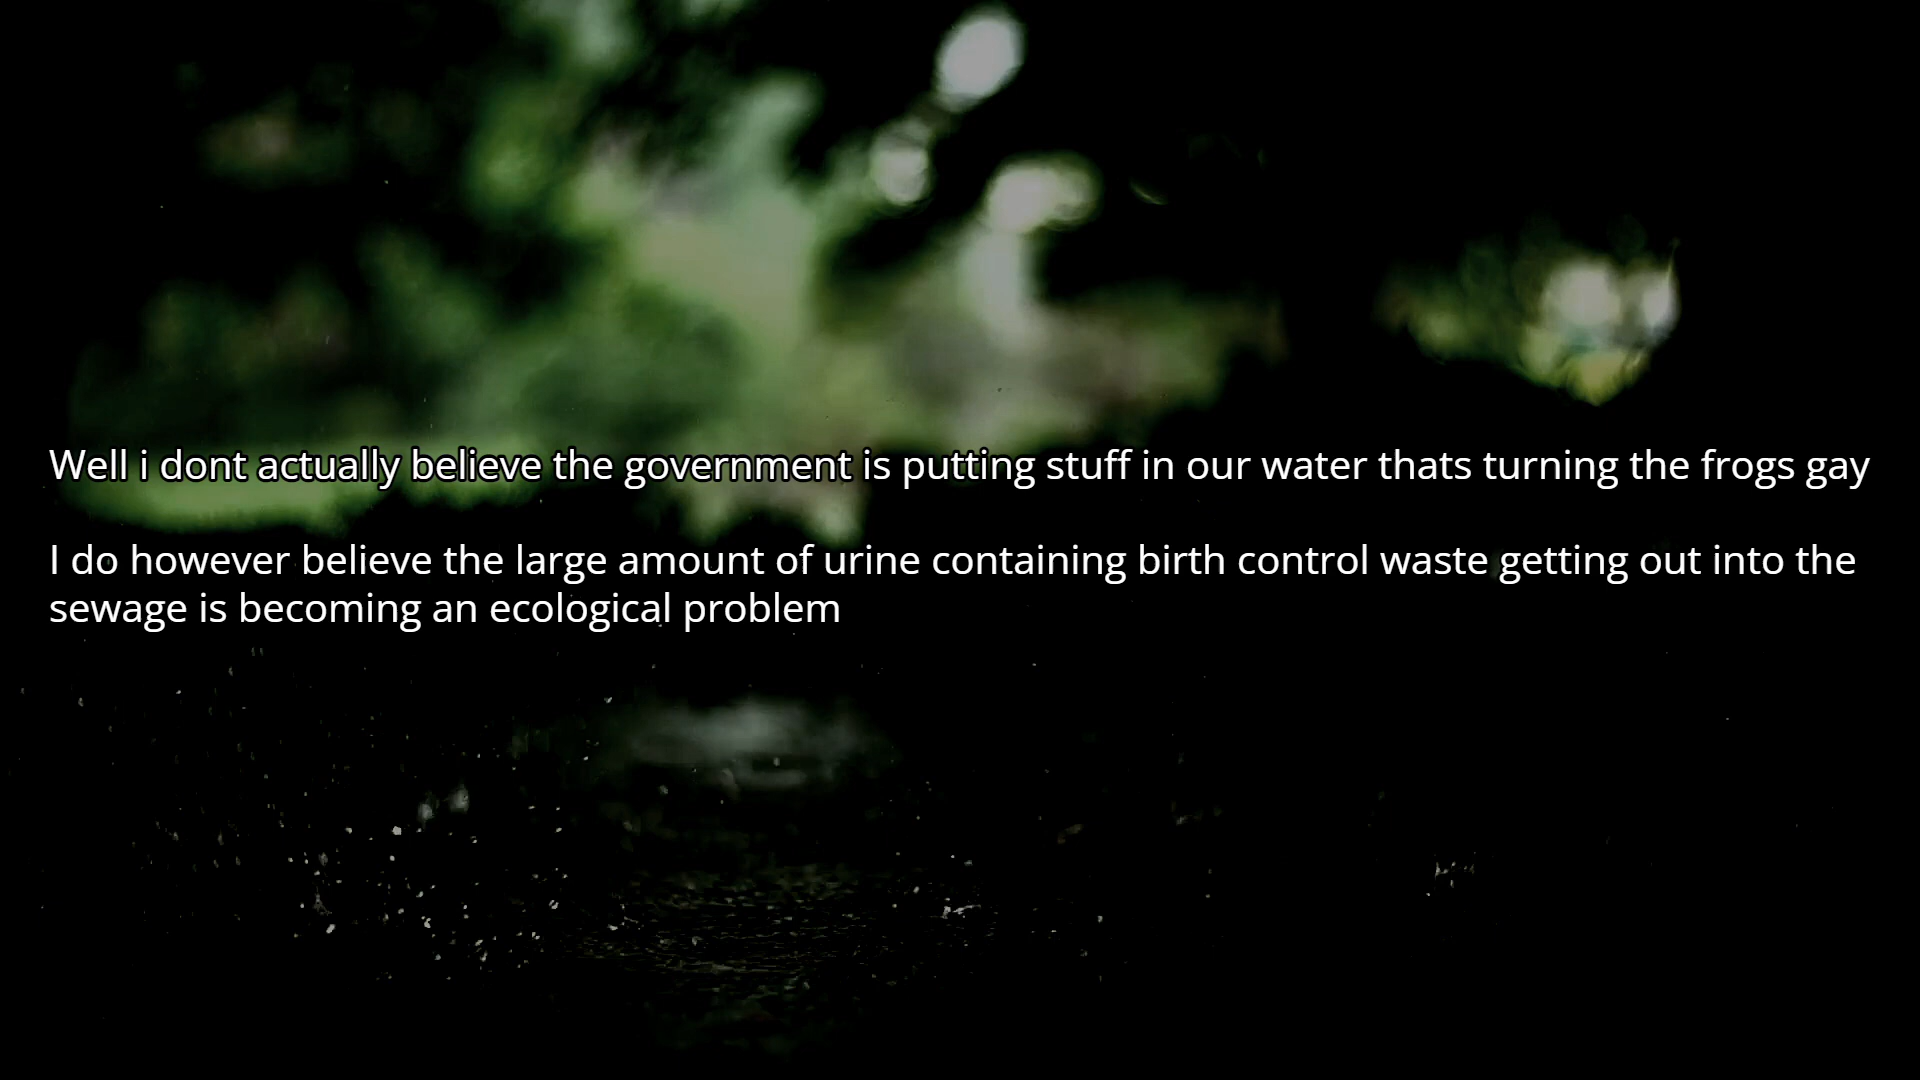 Well i dont actually believe the government is putting stuff in our water thats turning the frogs gay
I do however believe the large amount of urine containing birth control waste getting out into the
sewage is becoming an ecological problem